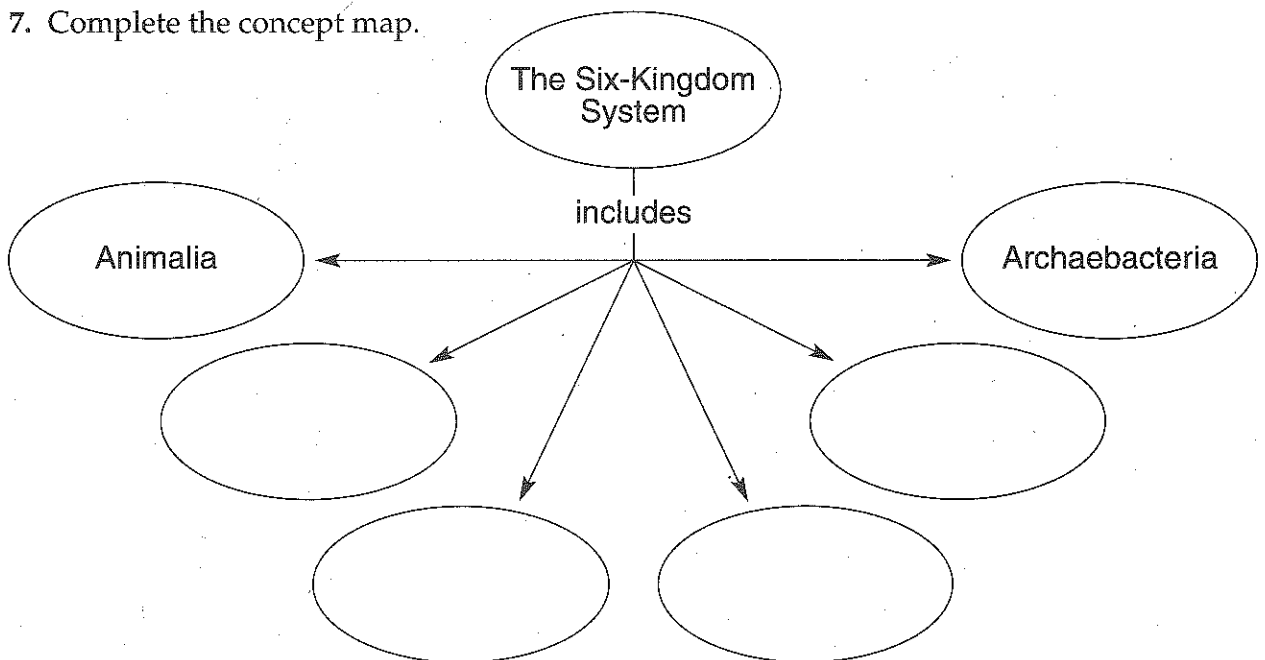 7. Complete the concept map.
The Six-Kingdom
System
includes
Animalia
Archaebacteria